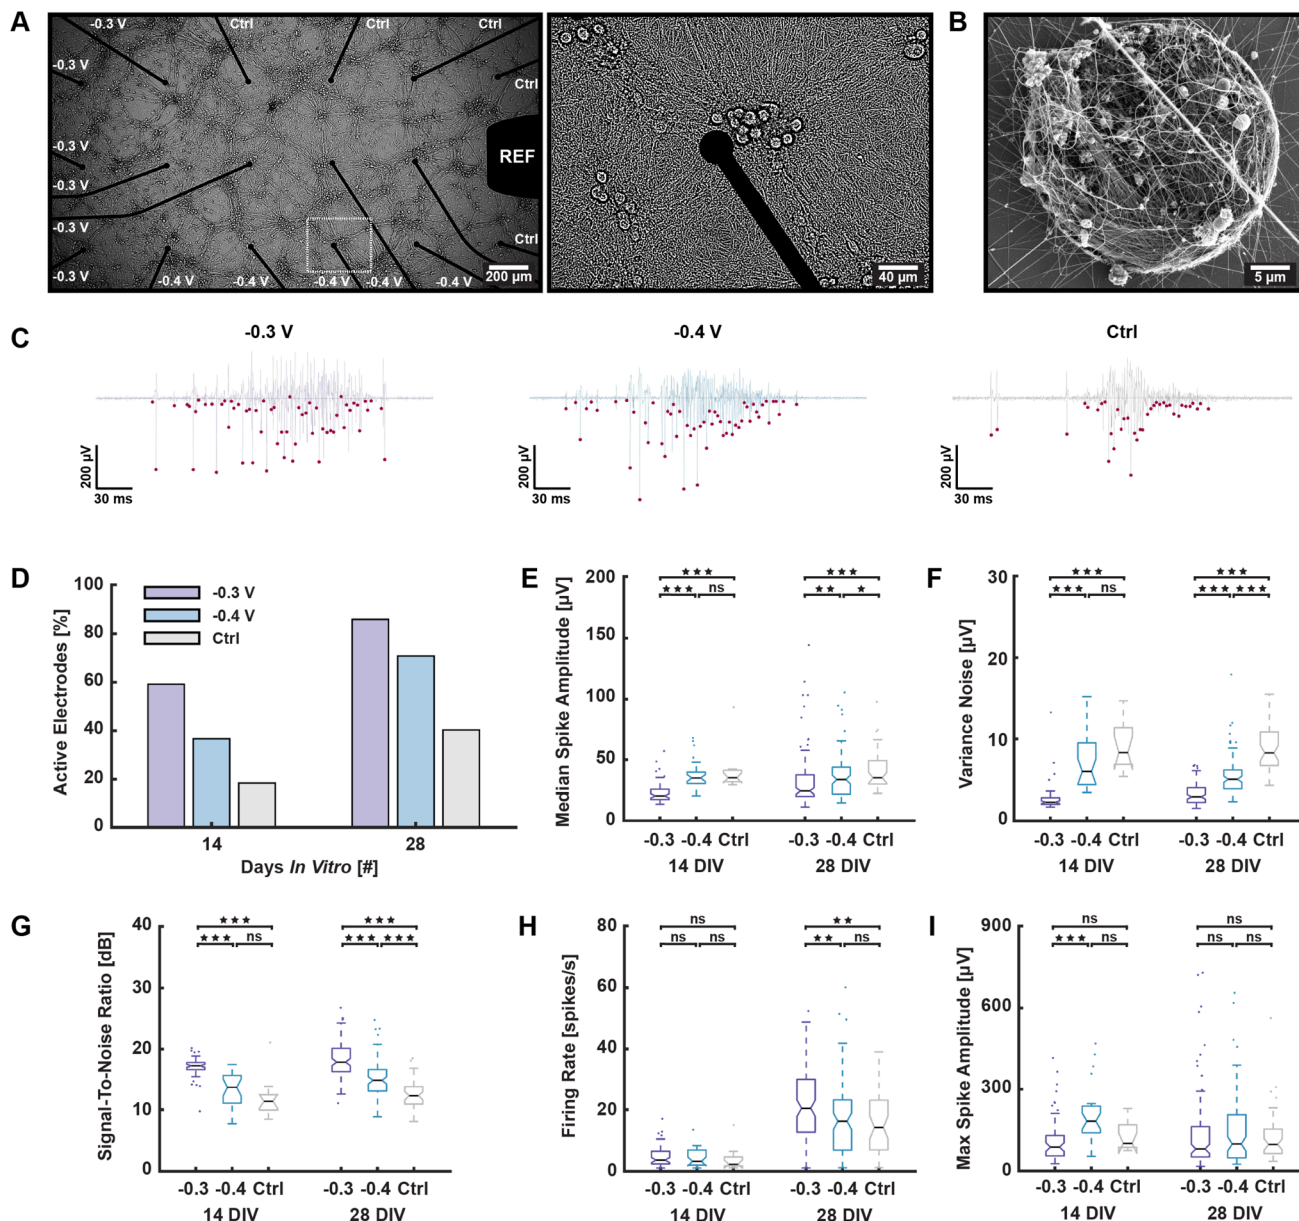 A
-0.3 V
Ctrl
Ctrl
Ctrl
-0.3 V
Ctrl
-0.3 V
REF
-0.3 V
-0.3 V
Ctrl
-0.3 V
-0.4 V
-0.4 V
-0.4 V
-0.4 V
-0.4 V
200 µm
40 µm
B
5 µm
C
-0.3 V
-0.4 V
Ctrl
200 µV
30 ms
200 µV
30 ms
200 µV
30 ms
D
Active Electrodes [%]
100
80
60
40
20
0
-0.3 V
-0.4 V
Ctrl
14
28
Days In Vitro [#]
E
Median Spike Amplitude [µV]
200
150
100
50
0
★★★
★★★
ns
★★★
★★
★
-0.3 -0.4 Ctrl
-0.3 -0.4 Ctrl
14 DIV
28 DIV
F
Variance Noise [µV]
30
20
10
0
★★★
★★★
ns
★★★
★★★
★★★
-0.3 -0.4 Ctrl
-0.3 -0.4 Ctrl
14 DIV
28 DIV
G
Signal-To-Noise Ratio [dB]
40
30
20
10
0
★★★
★★★
ns
★★★
★★★
★★★
-0.3 -0.4 Ctrl
-0.3 -0.4 Ctrl
14 DIV
28 DIV
H
Firing Rate [spikes/s]
80
60
40
20
0
ns
ns
ns
★★
★★
ns
-0.3 -0.4 Ctrl
-0.3 -0.4 Ctrl
14 DIV
28 DIV
I
Max Spike Amplitude [µV]
900
600
300
0
ns
★★★
ns
ns
ns
ns
-0.3 -0.4 Ctrl
-0.3 -0.4 Ctrl
14 DIV
28 DIV